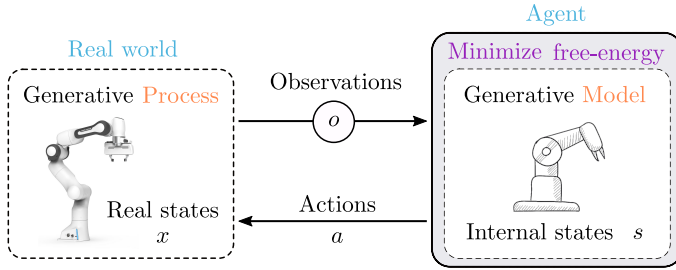 Real world
Generative Process
Real states
x
Observations
o
Actions
a
Agent
Minimize free-energy
Generative Model
Internal states s